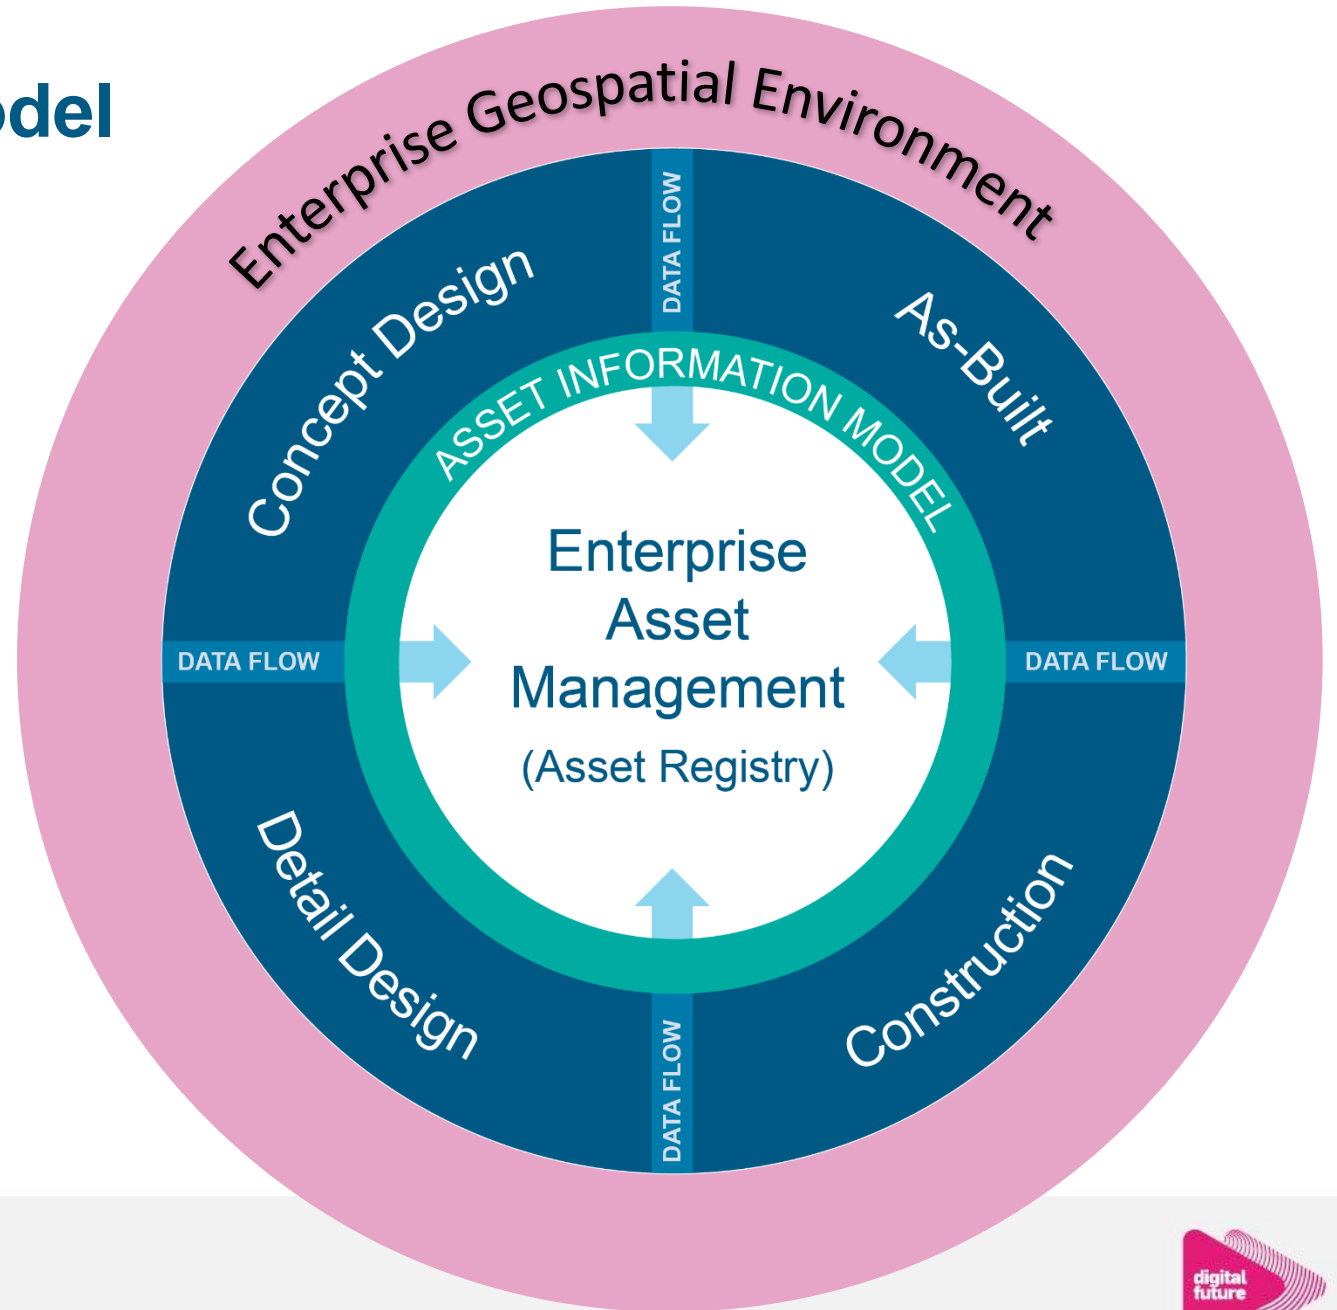 odel
Enterprise Geospatial Environment
DATA FLOW
Concept Design
As-Built
ASSET INFORMATION MODEL
Enterprise
Asset
Management
(Asset Registry)
DATA FLOW
DATA FLOW
Detail Design
Construction
DATA FLOW
digital
future